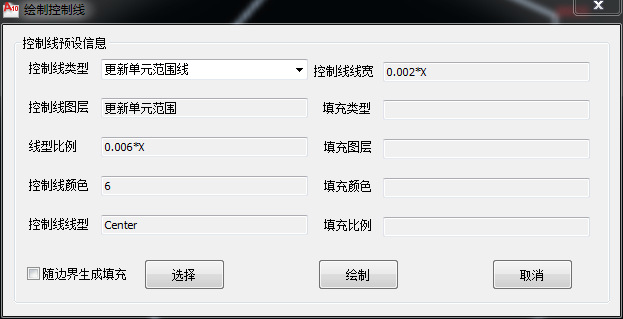 绘制控制线
控制线预设信息
控制线类型 更新单元范围线 控制线线宽 0.002*X
控制线图层 更新单元范围 填充类型
线型比例 0.006*X 填充图层
控制线颜色 6 填充颜色
控制线线型 Center 填充比例
随边界生成填充 选择 绘制 取消